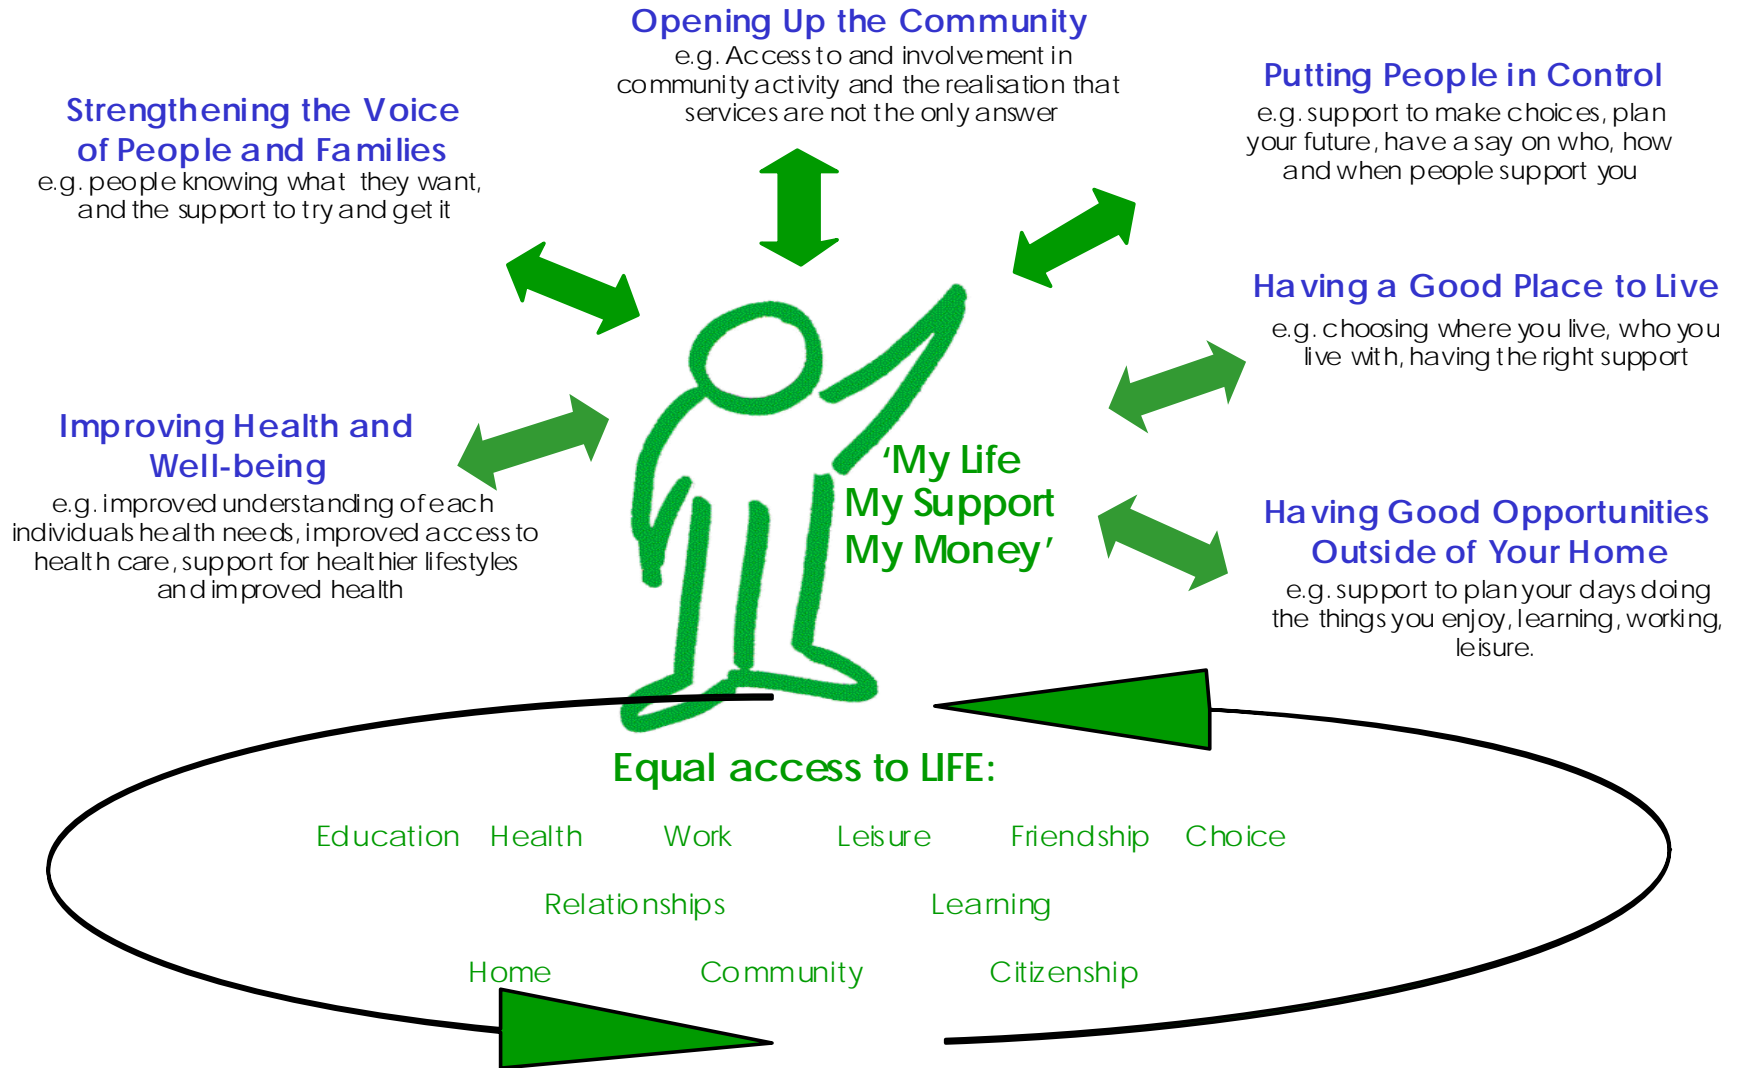 Opening Up the Community
e.g. Access to and involvement in
community activity and the realisation that
services are not the only answer
Putting People in Control
e.g. support to make choices, plan
your future, have a say on who, how
and when people support you
Strengthening the Voice
of People and Families
e.g. people knowing what they want,
and the support to try and get it
Having a Good Place to Live
e.g. choosing where you live, who you
live with, having the right support
Improving Health and
Well-being
e.g. improved understanding of each
individuals health needs, improved access to
health care, support for healthier lifestyles
and improved health
‘My Life
My Support
My Money’
Having Good Opportunities
Outside of Your Home
e.g. support to plan your days doing
the things you enjoy, learning, working,
leisure.
Equal access to LIFE:
Education Health Work Leisure Friendship Choice
Relationships Learning
Home Community Citizenship